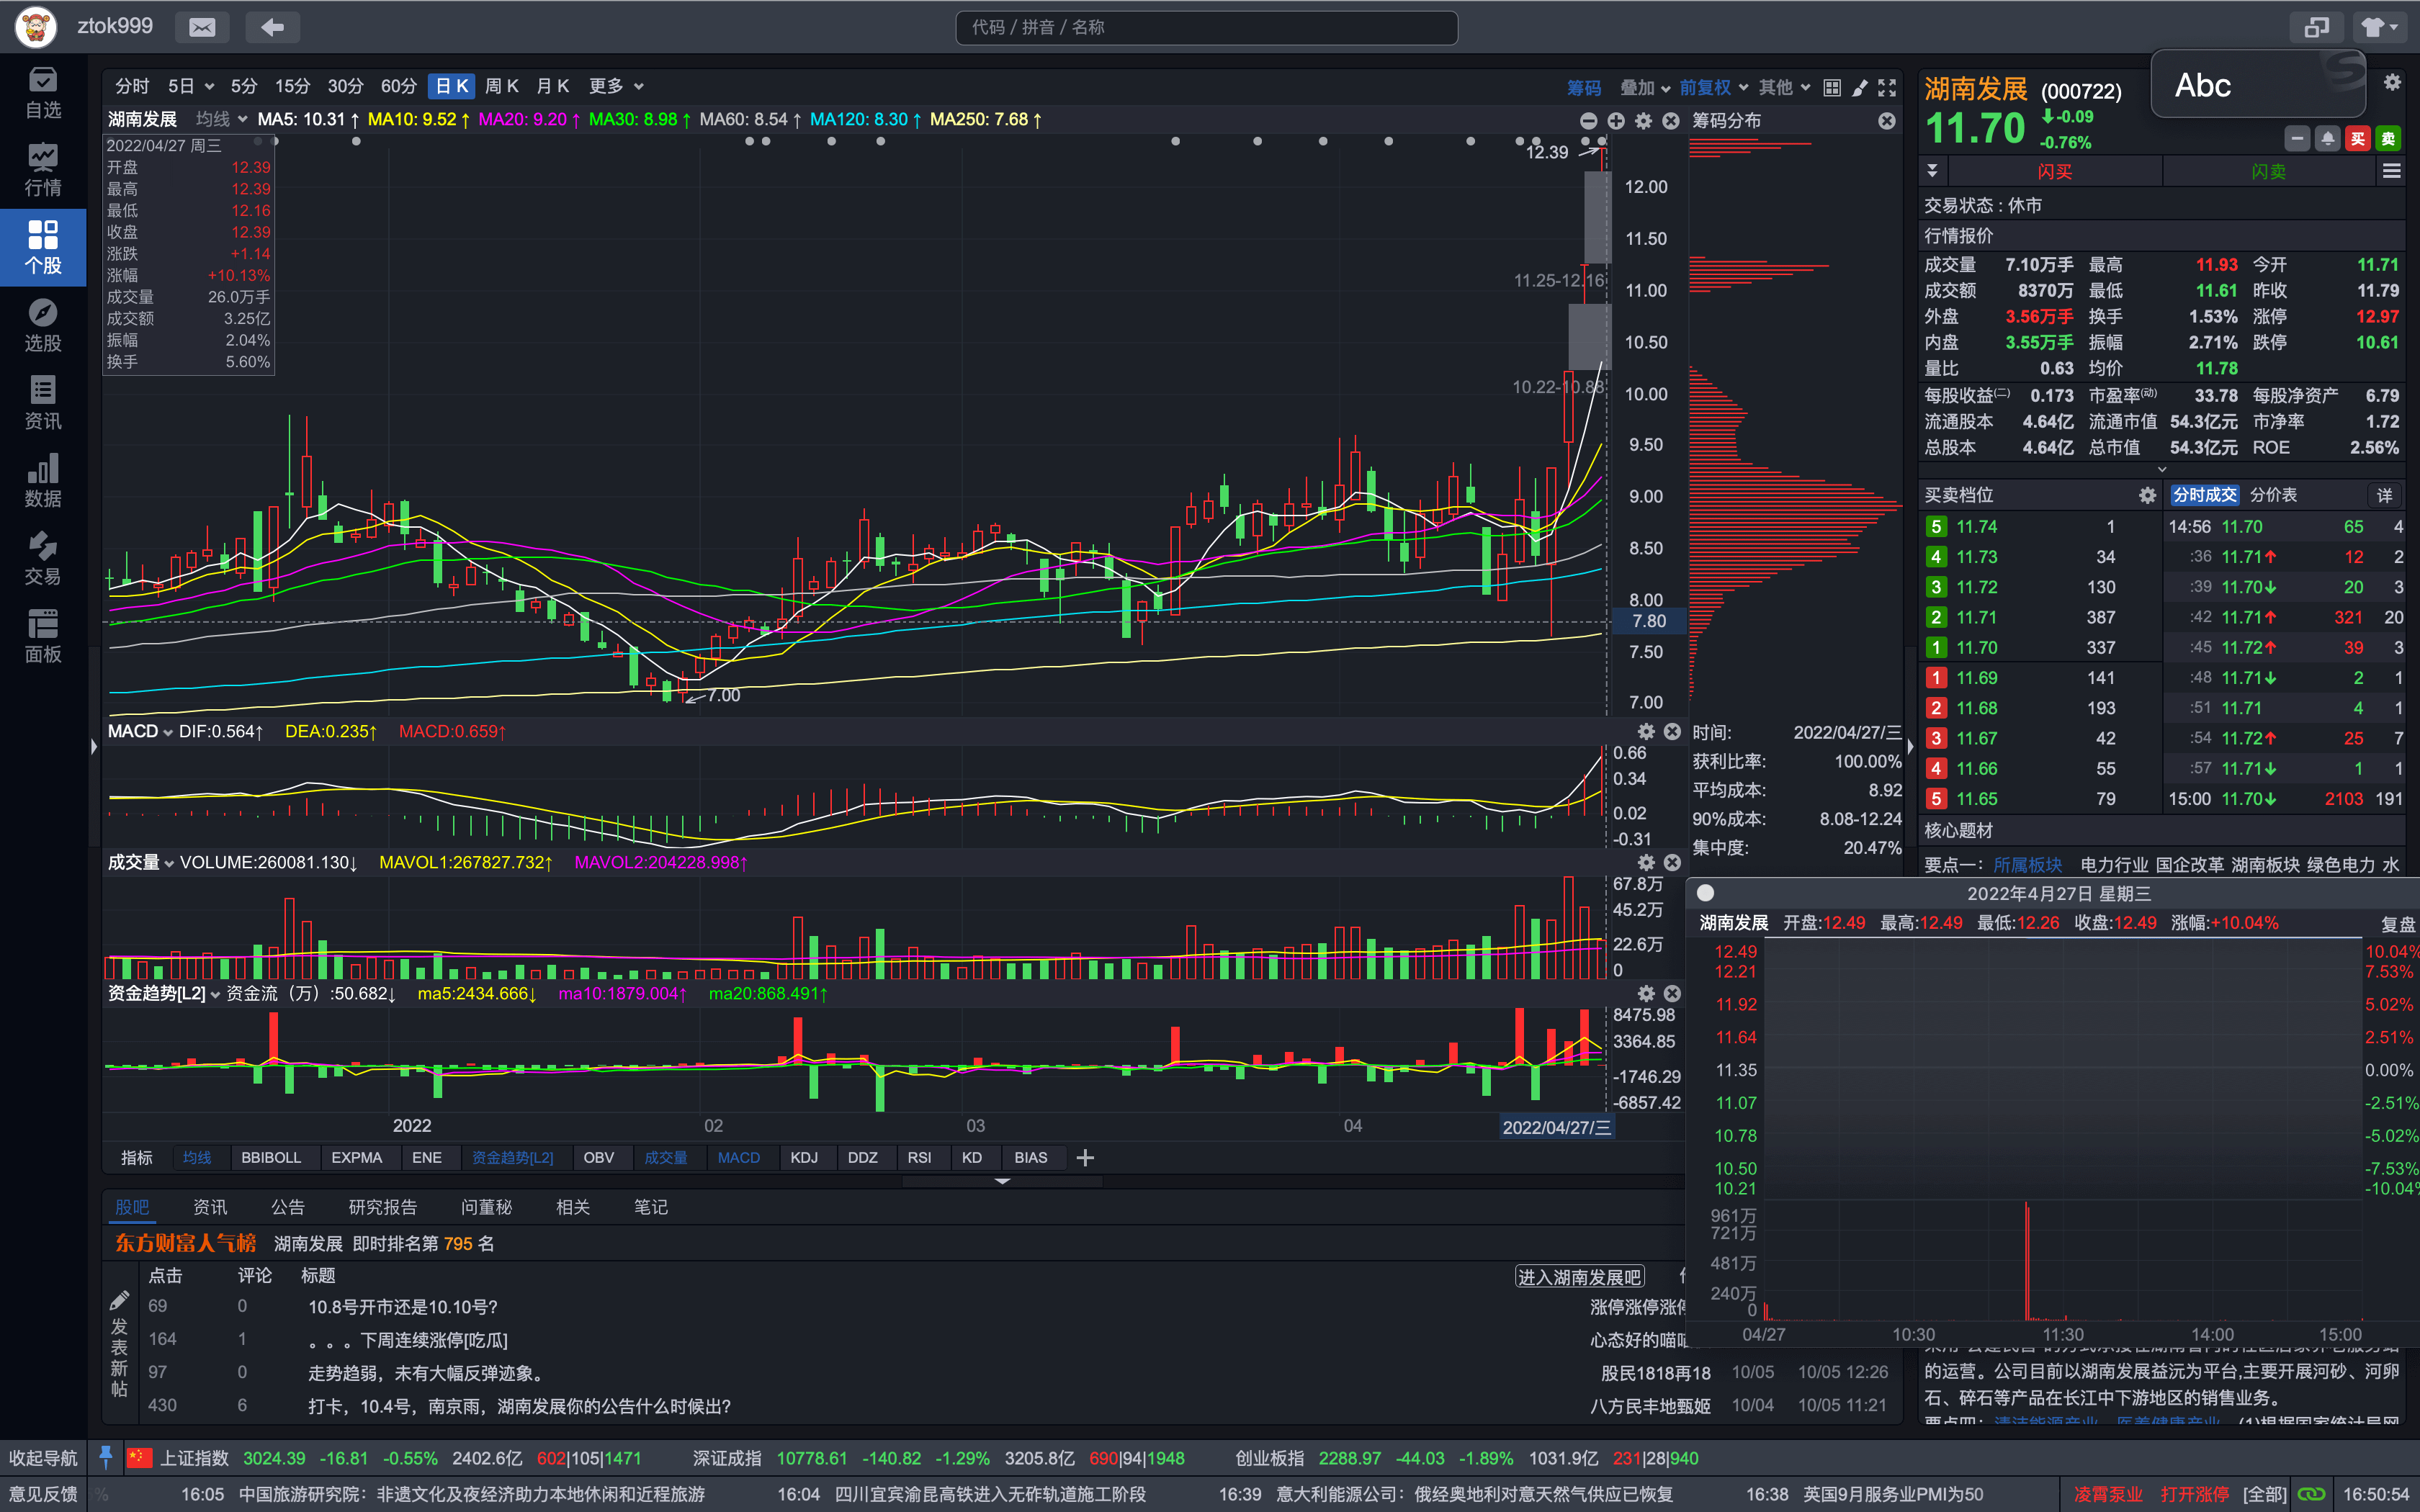 ztok999
代码 / 拼音 / 名称
Abc
自选
行情
个股
选股
资讯
数据
交易
面板
分时 5日 5分 15分 30分 60分 日K 周K 月K 更多 筹码 叠加 前复权 其他
湖南发展 均线 MA5: 10.31↑ MA10: 9.52↑ MA20: 9.20↑ MA30: 8.98↑ MA60: 8.54↑ MA120: 8.30↑ MA250: 7.68↑
筹码分布
2022/04/27 周三
开盘 12.39
最高 12.39
最低 12.16
收盘 12.39
涨跌 +1.14
涨幅 +10.13%
成交量 26.0万手
成交额 3.25亿
振幅 2.04%
换手 5.60%
12.39
11.25-12.16
10.22-10.88
7.00
12.00
11.50
11.00
10.50
10.00
9.50
9.00
8.50
8.00
7.80
7.50
7.00
MACD DIF:0.564↑ DEA:0.235↑ MACD:0.659↑
0.66
0.34
0.02
-0.31
成交量 VOLUME:260081.130↓ MAVOL1:267827.732↑ MAVOL2:204228.998↑
67.8万
45.2万
22.6万
0
资金趋势[L2] 资金流（万）:50.682↓ ma5:2434.666↓ ma10:1879.004↑ ma20:868.491↑
8475.98
3364.85
-1746.29
-6857.42
2022 02 03 04 2022/04/27/三
指标 均线 BBIBOLL EXPMA ENE 资金趋势[L2] OBV 成交量 MACD KDJ DDZ RSI KD BIAS
时间: 2022/04/27/三
获利比率: 100.00%
平均成本: 8.92
90%成本: 8.08-12.24
集中度: 20.47%
股吧 资讯 公告 研究报告 问董秘 相关 笔记
东方财富人气榜 湖南发展 即时排名第 795 名
点击 评论 标题 进入湖南发展吧
69 0 10.8号开市还是10.10号? 涨停涨停涨停
164 1 。。。下周连续涨停[吃瓜] 心态好的喵
97 0 走势趋弱，未有大幅反弹迹象。 股民1818再18 10/05 10/05 12:26
430 6 打卡，10.4号，南京雨，湖南发展你的公告什么时候出? 八方民丰地甄姬 10/04 10/05 11:21
发表新帖
湖南发展 (000722)
11.70 -0.09
-0.76%
买 卖
闪买 闪卖
交易状态 : 休市
行情报价
成交量 7.10万手 最高 11.93 今开 11.71
成交额 8370万 最低 11.61 昨收 11.79
外盘 3.56万手 换手 1.53% 涨停 12.97
内盘 3.55万手 振幅 2.71% 跌停 10.61
量比 0.63 均价 11.78
每股收益(二) 0.173 市盈率(动) 33.78 每股净资产 6.79
流通股本 4.64亿 流通市值 54.3亿元 市净率 1.72
总股本 4.64亿 总市值 54.3亿元 ROE 2.56%
买卖档位 分时成交 分价表 详
5 11.74 1
4 11.73 34
3 11.72 130
2 11.71 387
1 11.70 337
1 11.69 141
2 11.68 193
3 11.67 42
4 11.66 55
5 11.65 79
14:56 11.70 65 4
:36 11.71↑ 12 2
:39 11.70↓ 20 3
:42 11.71↑ 321 20
:45 11.72↑ 39 3
:48 11.71↓ 2 1
:51 11.71 4 1
:54 11.72↑ 25 7
:57 11.71↓ 1 1
15:00 11.70↓ 2103 191
核心题材
要点一: 所属板块 电力行业 国企改革 湖南板块 绿色电力 水
2022年4月27日 星期三
湖南发展 开盘:12.49 最高:12.49 最低:12.26 收盘:12.49 涨幅:+10.04% 复盘
12.49 10.04%
12.21 7.53%
11.92 5.02%
11.64 2.51%
11.35 0.00%
11.07 -2.51%
10.78 -5.02%
10.50 -7.53%
10.21 -10.04%
961万
721万
481万
240万
0
04/27 10:30 11:30 14:00 15:00
的运营。公司目前以湖南发展益沅为平台,主要开展河砂、河卵
石、碎石等产品在长江中下游地区的销售业务。
要点四: 清洁能源产业、医养健康产业 (1)根据国家统计局网
收起导航 上证指数 3024.39 -16.81 -0.55% 2402.6亿 602|105|1471 深证成指 10778.61 -140.82 -1.29% 3205.8亿 690|94|1948 创业板指 2288.97 -44.03 -1.89% 1031.9亿 231|28|940
意见反馈 16:05 中国旅游研究院：非遗文化及夜经济助力本地休闲和近程旅游 16:04 四川宜宾渝昆高铁进入无砟轨道施工阶段 16:39 意大利能源公司：俄经奥地利对意天然气供应已恢复 16:38 英国9月服务业PMI为50 凌霄泵业 打开涨停 [全部] 16:50:54